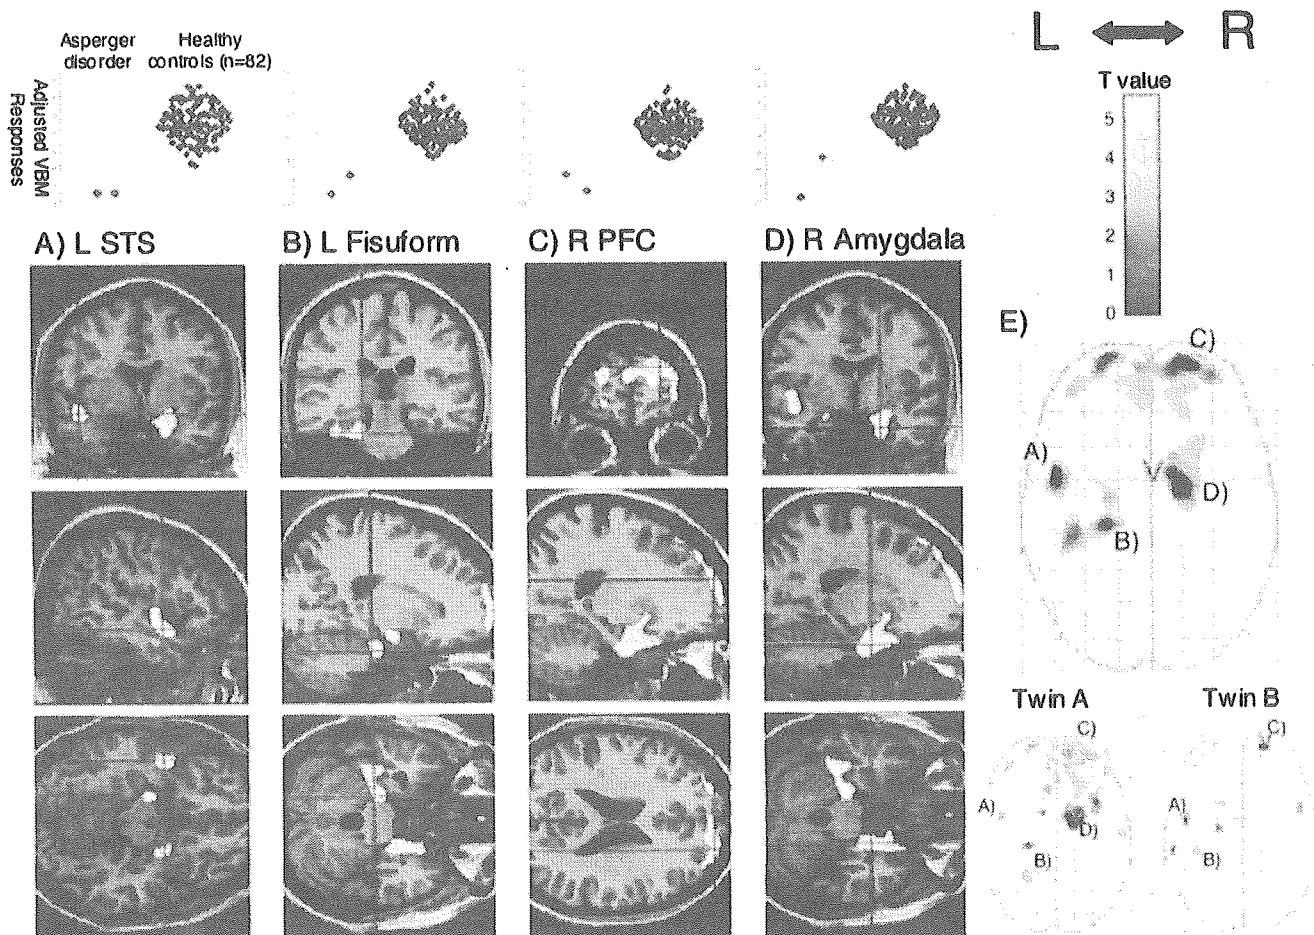 Asperger disorder
Healthy controls (n=82)
Adjusted VBM Responses
L R
T value
5
4
3
2
1
0
A) L STS
B) L Fisuform
C) R PFC
D) R Amygdala
E)
C)
A)
V
D)
B)
Twin A
C)
A)
D)
B)
Twin B
C)
A)
B)